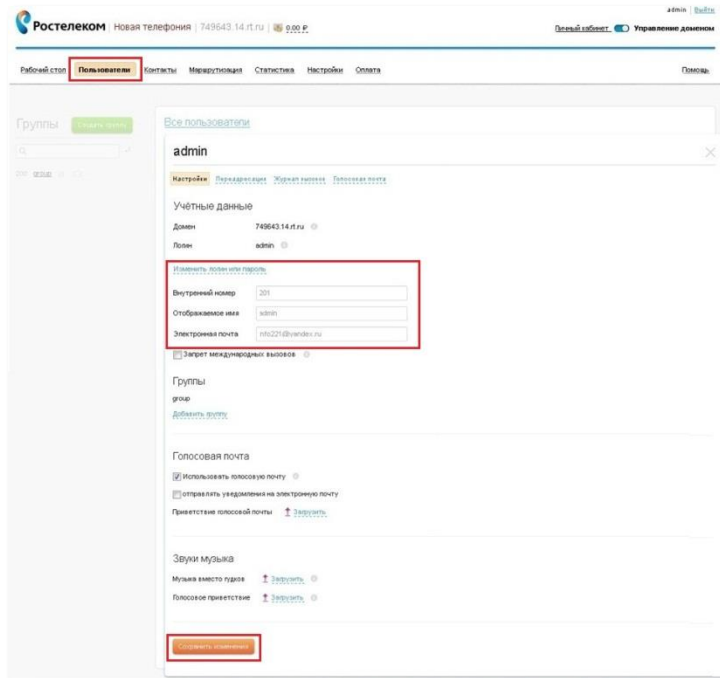 admin | Выйти
Ростелеком | Новая телефония | 749643.14.rt.ru | 0,00 ₽
Личный кабинет Управление доменом
Рабочий стол Пользователи Контакты Маршрутизация Статистика Настройки Оплата Помощь
Группы Создать группу
Все пользователи
admin
group
Настройки Переадресация Журнал вызовов Голосовая почта
Учётные данные
Домен 749643.14.rt.ru
Логин admin
Изменить логин или пароль
Внутренний номер 201
Отображаемое имя admin
Электронная почта
Запрет международных вызовов
Группы
group
Добавить группу
Голосовая почта
Использовать голосовую почту
отправлять уведомления на электронную почту
Приветствие голосовой почты Загрузить
Звуки музыка
Музыка вместо гудков Загрузить
Голосовое приветствие Загрузить
Сохранить изменения